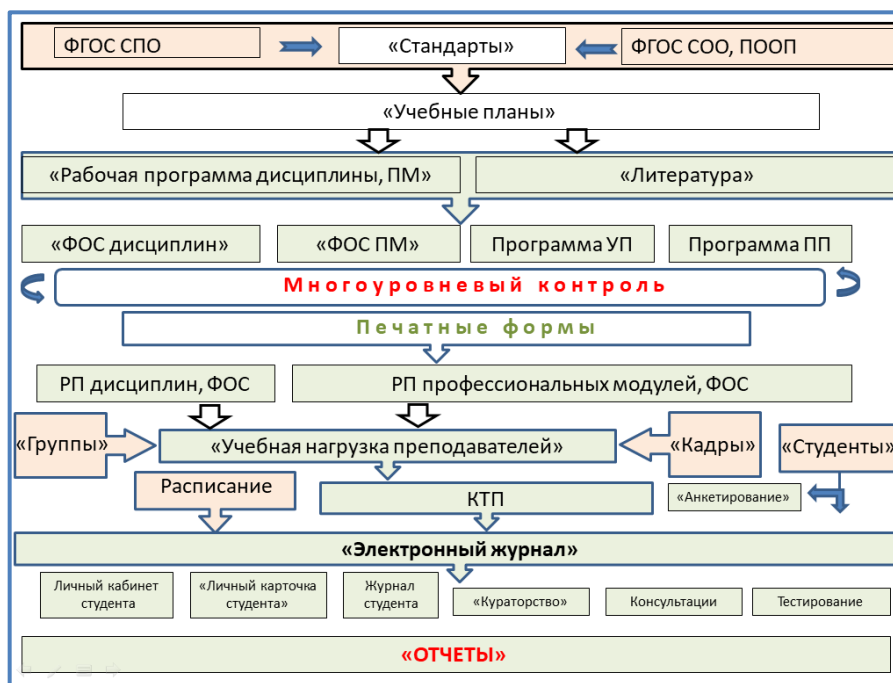 ФГОС СПО
«Стандарты»
ФГОС СОО, ПООП
«Учебные планы»
«Рабочая программа дисциплины, ПМ»
«Литература»
«ФОС дисциплин»
«ФОС ПМ»
Программа УП
Программа ПП
Многоуровневый контроль
Печатные формы
РП дисциплин, ФОС
РП профессиональных модулей, ФОС
«Группы»
«Учебная нагрузка преподавателей»
«Кадры»
«Студенты»
Расписание
КТП
«Анкетирование»
«Электронный журнал»
Личный кабинет
студента
«Личный карточка
студента»
Журнал
студента
«Кураторство»
Консультации
Тестирование
«ОТЧЕТЫ»